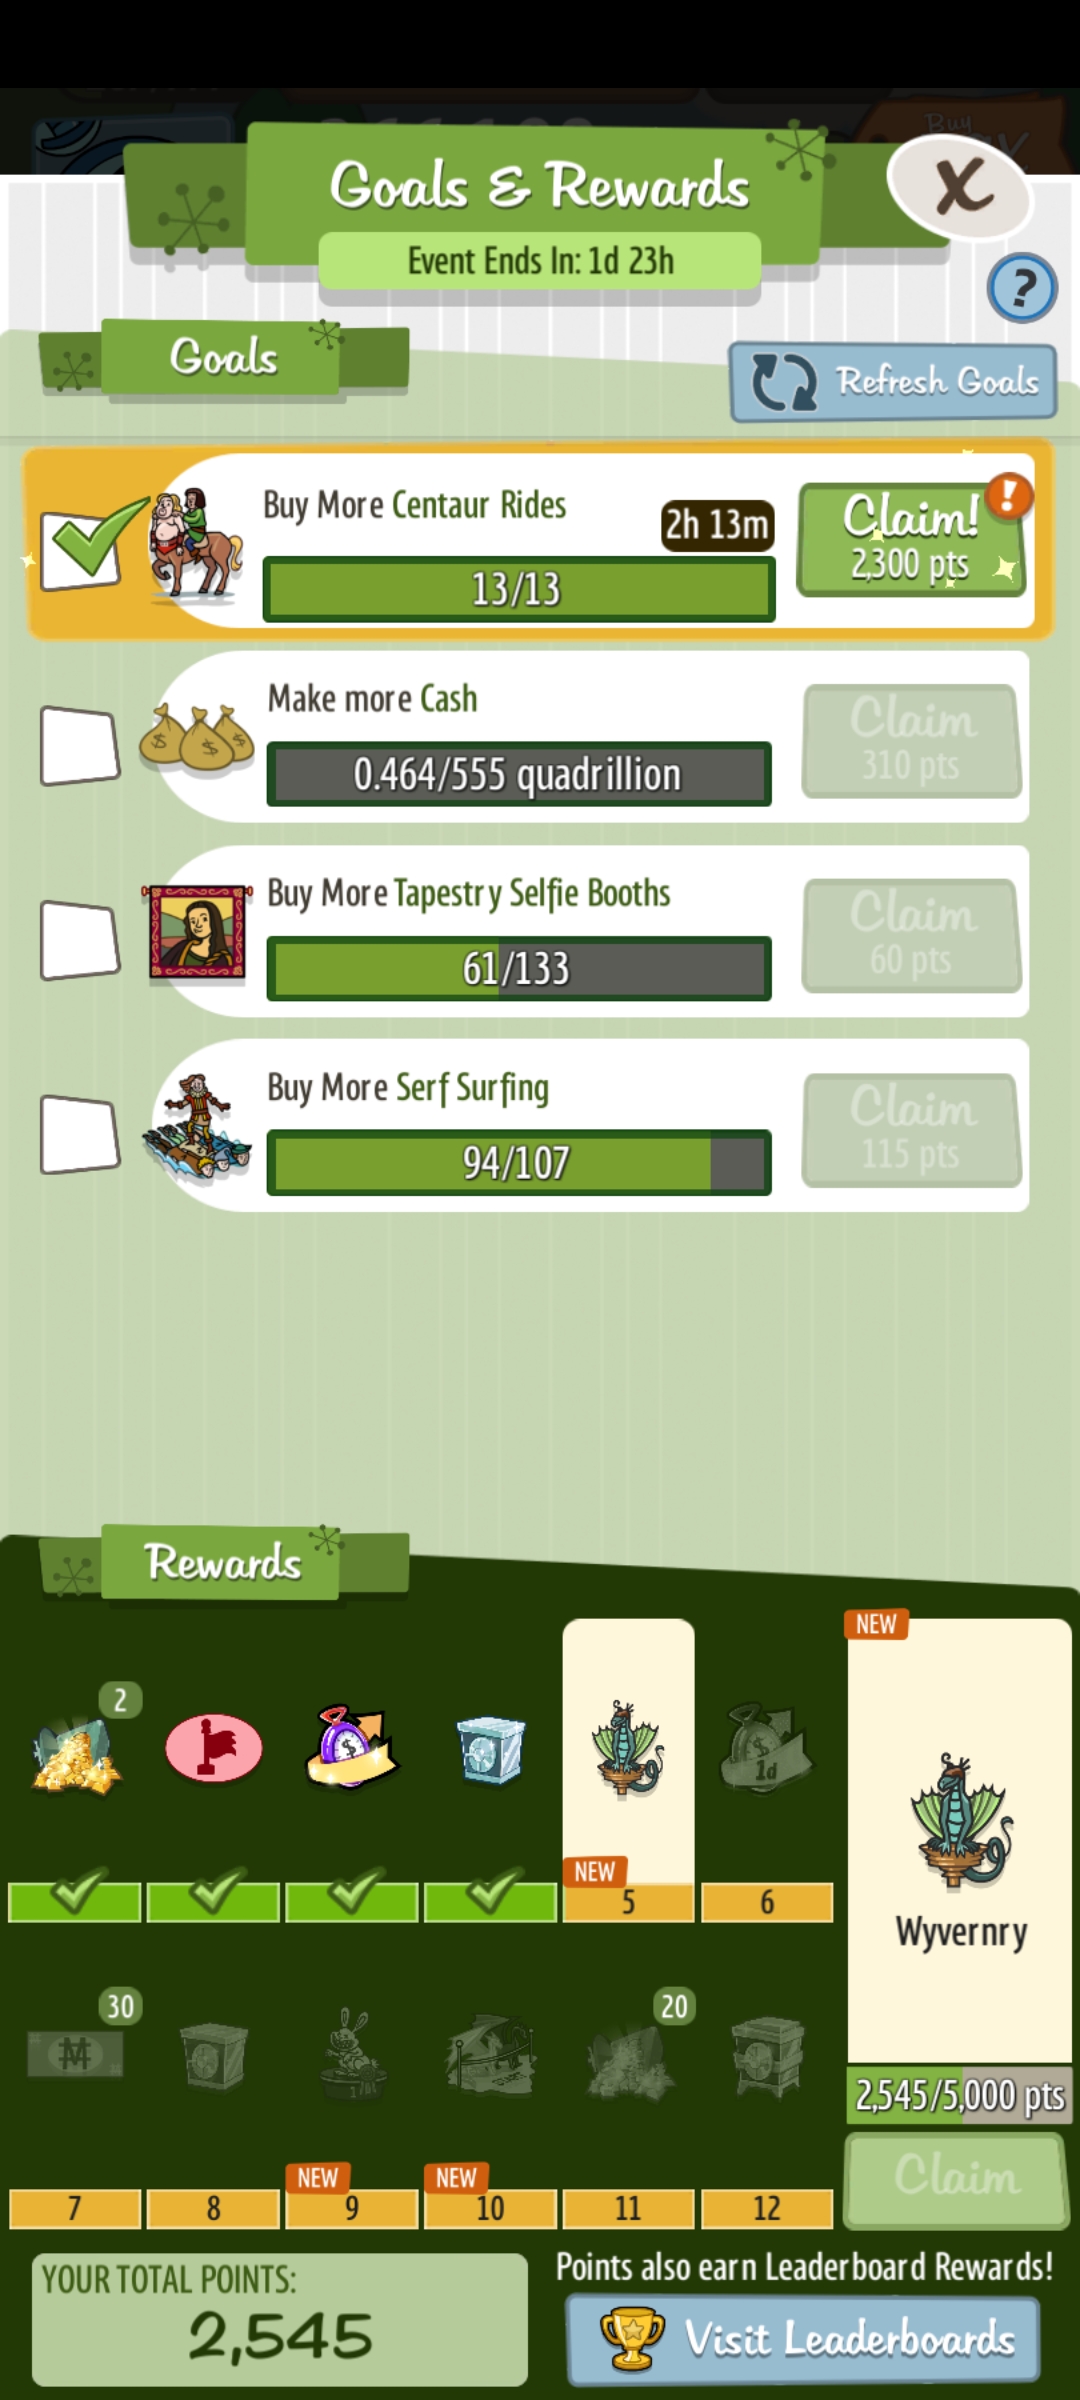 Buy
Goals & Rewards
X
Event Ends In: 1d 23h
?
Goals
Refresh Goals
Buy More Centaur Rides
2h 13m
13/13
Claim!
2,300 pts
!
Make more Cash
0.464/555 quadrillion
Claim
310 pts
Buy More Tapestry Selfie Booths
61/133
Claim
60 pts
Buy More Serf Surfing
94/107
Claim
115 pts
Rewards
NEW
2
1d
NEW
5
6
Wyvernry
30
20
2,545/5,000 pts
Claim
NEW
NEW
7
8
9
10
11
12
YOUR TOTAL POINTS:
2,545
Points also earn Leaderboard Rewards!
Visit Leaderboards